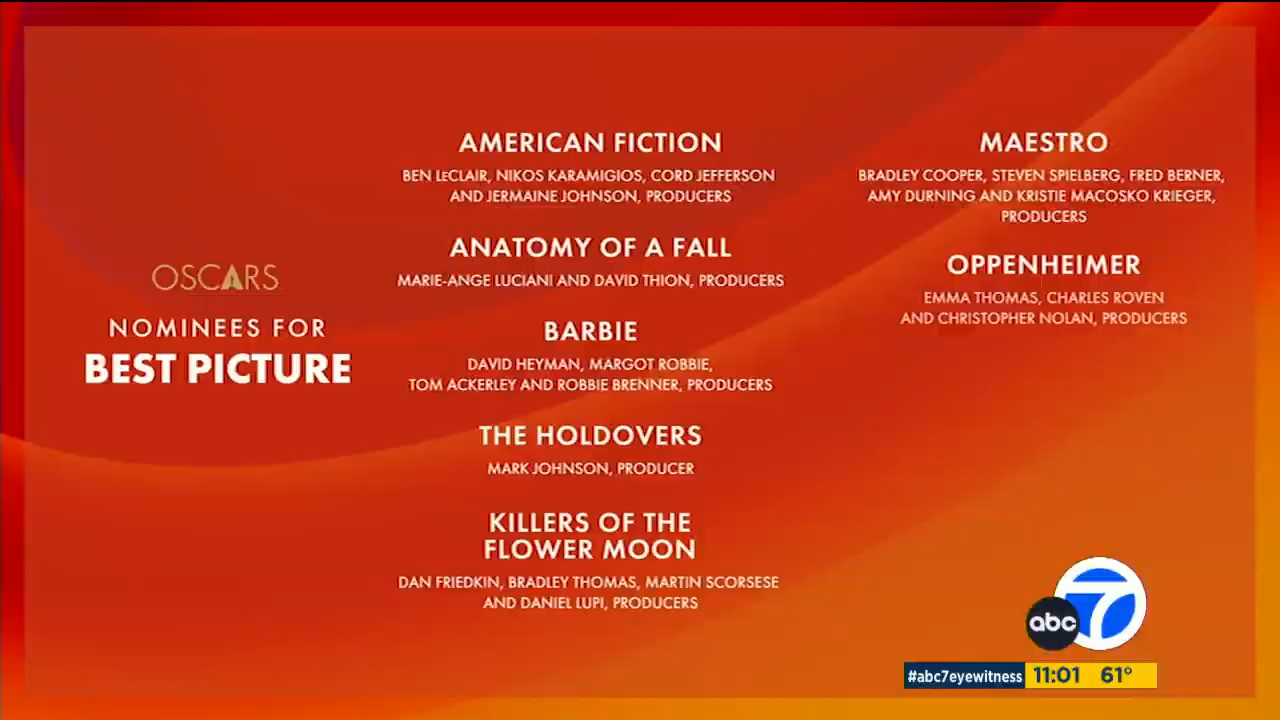 OSCARS
NOMINEES FOR
BEST PICTURE
AMERICAN FICTION
BEN LeCLAIR, NIKOS KARAMIGIOS, CORD JEFFERSON
AND JERMAINE JOHNSON, PRODUCERS
ANATOMY OF A FALL
MARIE-ANGE LUCIANI AND DAVID THION, PRODUCERS
BARBIE
DAVID HEYMAN, MARGOT ROBBIE,
TOM ACKERLEY AND ROBBIE BRENNER, PRODUCERS
THE HOLDOVERS
MARK JOHNSON, PRODUCER
KILLERS OF THE
FLOWER MOON
DAN FRIEDKIN, BRADLEY THOMAS, MARTIN SCORSESE
AND DANIEL LUPI, PRODUCERS
MAESTRO
BRADLEY COOPER, STEVEN SPIELBERG, FRED BERNER,
AMY DURNING AND KRISTIE MACOSKO KRIEGER,
PRODUCERS
OPPENHEIMER
EMMA THOMAS, CHARLES ROVEN
AND CHRISTOPHER NOLAN, PRODUCERS
abc 7
#abc7eyewitness 11:01 61°